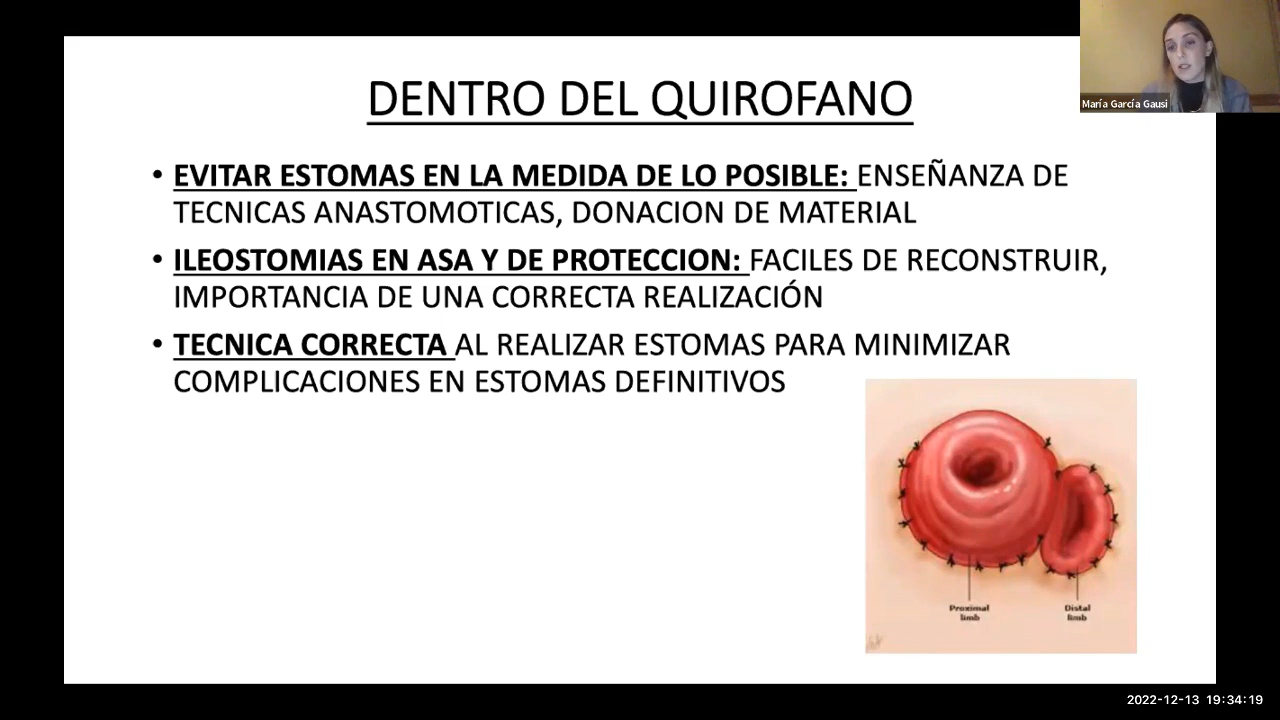 DENTRO DEL QUIROFANO
María García Gausi
• EVITAR ESTOMAS EN LA MEDIDA DE LO POSIBLE: ENSEÑANZA DE
TECNICAS ANASTOMOTICAS, DONACION DE MATERIAL
• ILEOSTOMIAS EN ASA Y DE PROTECCION: FACILES DE RECONSTRUIR,
IMPORTANCIA DE UNA CORRECTA REALIZACIÓN
• TECNICA CORRECTA AL REALIZAR ESTOMAS PARA MINIMIZAR
COMPLICACIONES EN ESTOMAS DEFINITIVOS
Proximal
limb
Distal
limb
2022-12-13 19:34:19